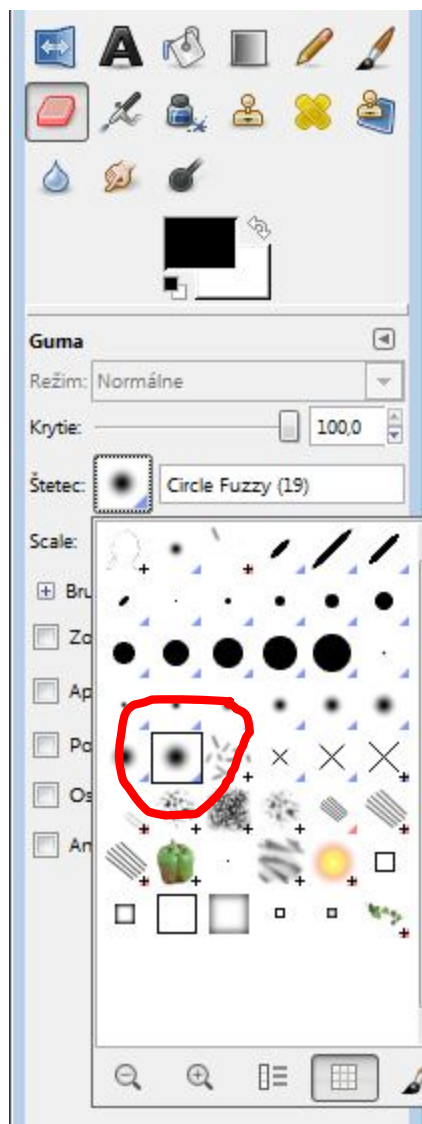 Guma
Režim: Normálne
Krytie: 100,0
Štetec: Circle Fuzzy (19)
Scale:
Bru
Zo
Ap
Po
Os
An